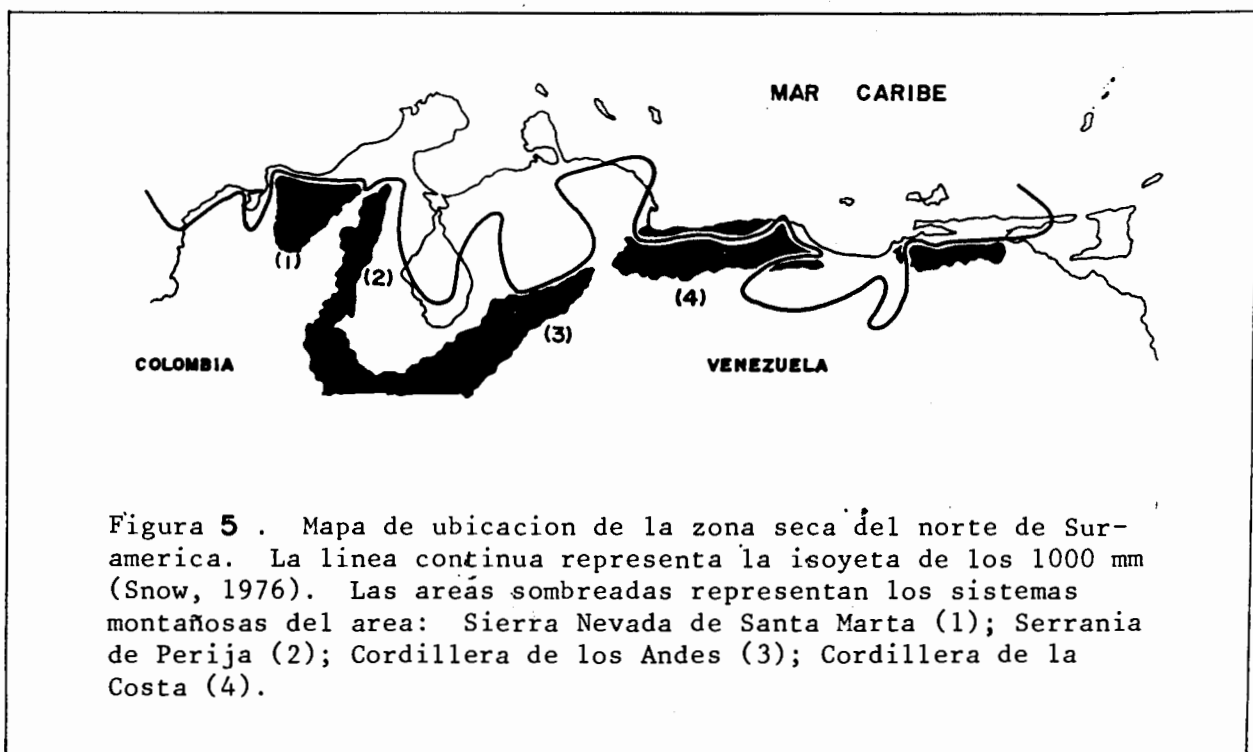 MAR CARIBE
(1)
(2)
(3)
(4)
COLOMBIA
VENEZUELA
Figura 5 . Mapa de ubicacion de la zona seca del norte de Sur-
america. La linea continua representa la isoyeta de los 1000 mm
(Snow, 1976). Las areas sombreadas representan los sistemas
montañosas del area: Sierra Nevada de Santa Marta (1); Serrania
de Perija (2); Cordillera de los Andes (3); Cordillera de la
Costa (4).